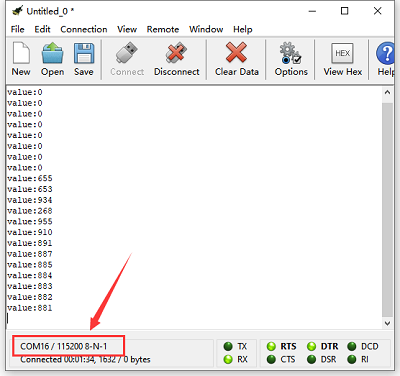 Untitled_0 *
File Edit Connection View Remote Window Help
HEX
New Open Save Connect Disconnect Clear Data Options View Hex Help
value:0
value:0
value:0
value:0
value:0
value:0
value:0
value:0
value:655
value:653
value:934
value:268
value:955
value:910
value:891
value:887
value:885
value:884
value:883
value:882
value:881
COM16 / 115200 8-N-1
Connected 00:01:34, 1632 / 0 bytes
TX RTS DTR DCD
RX CTS DSR RI